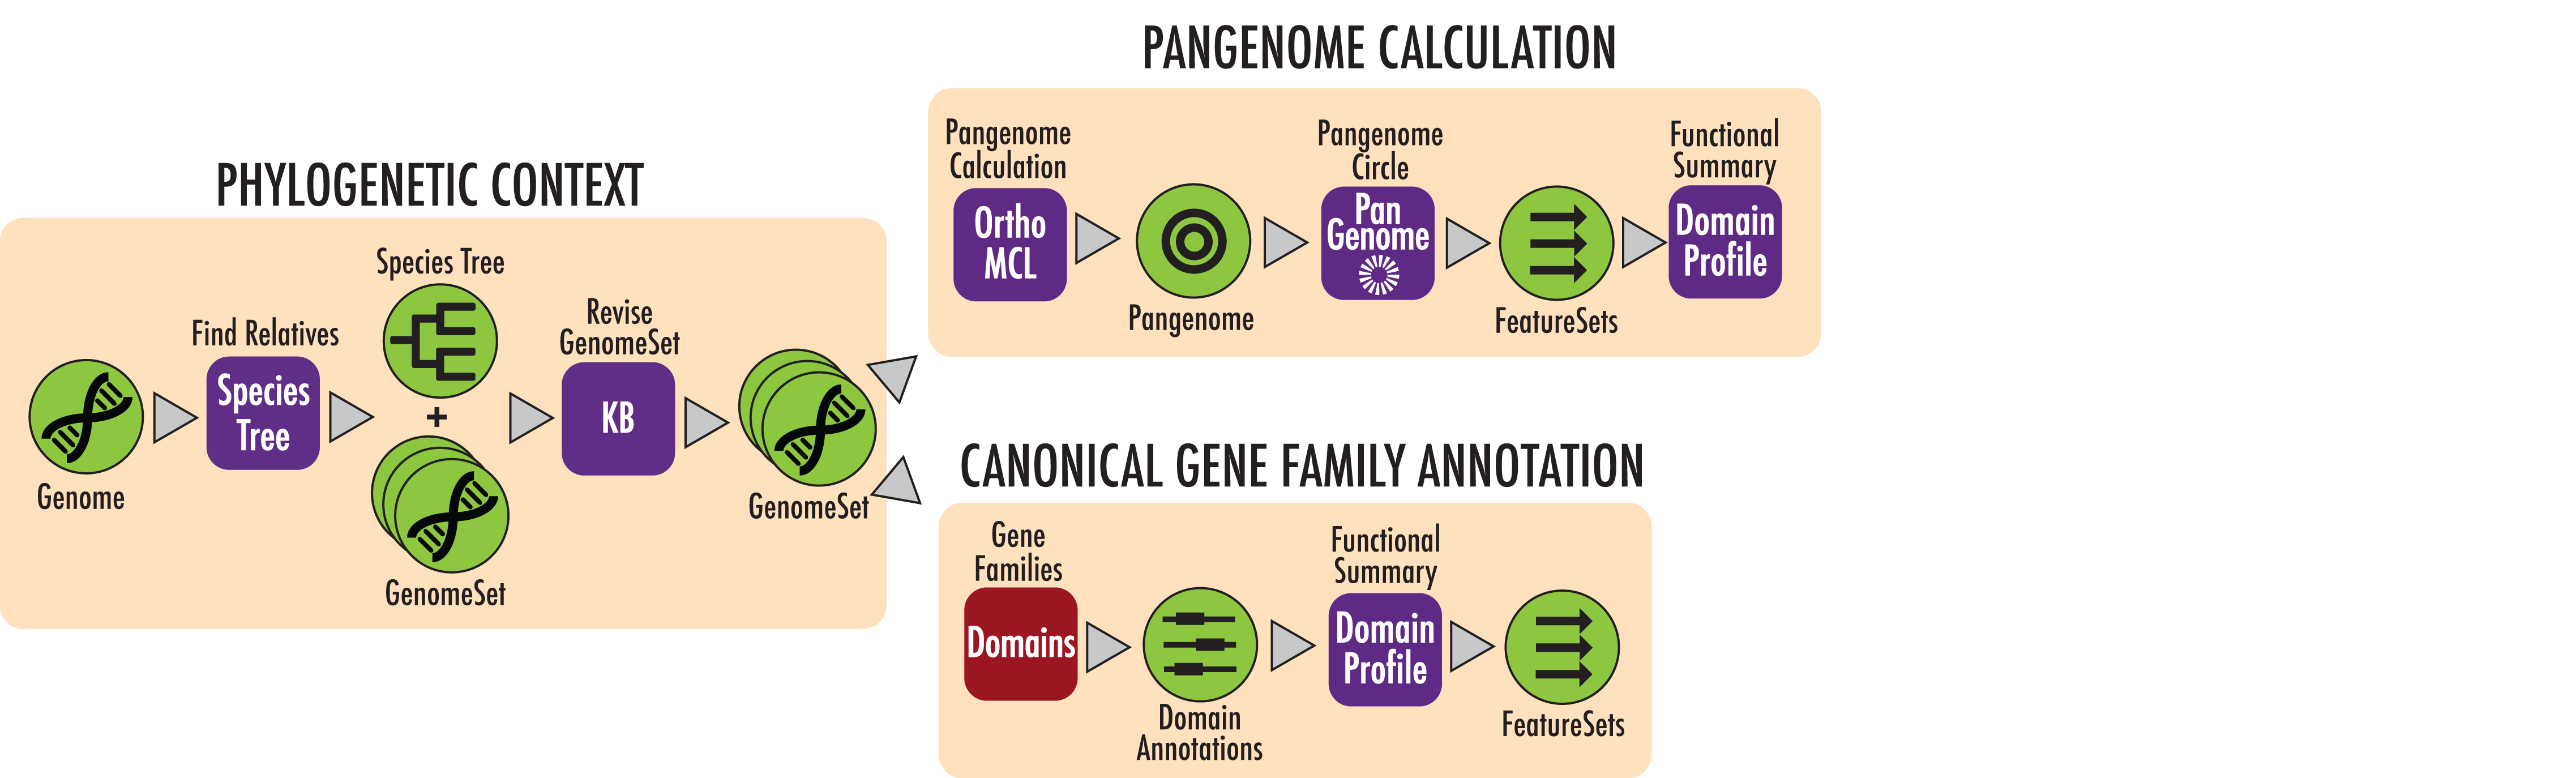 PHYLOGENETIC CONTEXT
Genome
Find Relatives
Species
Tree
Species Tree
+
GenomeSet
Revise
GenomeSet
KB
GenomeSet
PANGENOME CALCULATION
Pangenome
Calculation
Ortho
MCL
Pangenome
Pangenome
Circle
Pan
Genome
FeatureSets
Functional
Summary
Domain
Profile
CANONICAL GENE FAMILY ANNOTATION
Gene
Families
Domains
Domain
Annotations
Functional
Summary
Domain
Profile
FeatureSets